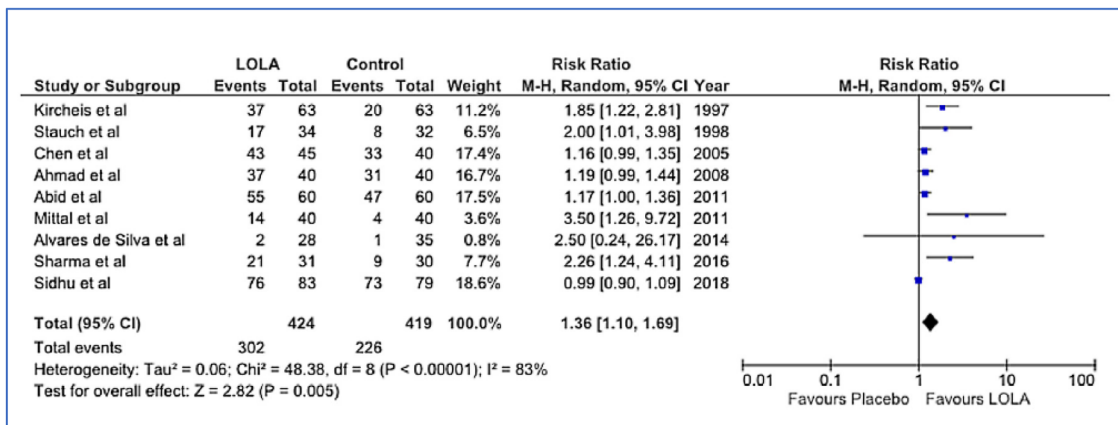 LOLA Control Risk Ratio Risk Ratio
Study or Subgroup Events Total Events Total Weight M-H, Random, 95% CI Year M-H, Random, 95% CI
Kircheis et al 37 63 20 63 11.2% 1.85 [1.22, 2.81] 1997
Stauch et al 17 34 8 32 6.5% 2.00 [1.01, 3.98] 1998
Chen et al 43 45 33 40 17.4% 1.16 [0.99, 1.35] 2005
Ahmad et al 37 40 31 40 16.7% 1.19 [0.99, 1.44] 2008
Abid et al 55 60 47 60 17.5% 1.17 [1.00, 1.36] 2011
Mittal et al 14 40 4 40 3.6% 3.50 [1.26, 9.72] 2011
Alvares de Silva et al 2 28 1 35 0.8% 2.50 [0.24, 26.17] 2014
Sharma et al 21 31 9 30 7.7% 2.26 [1.24, 4.11] 2016
Sidhu et al 76 83 73 79 18.6% 0.99 [0.90, 1.09] 2018
Total (95% CI) 424 419 100.0% 1.36 [1.10, 1.69]
Total events 302 226
Heterogeneity: Tau² = 0.06; Chi² = 48.38, df = 8 (P < 0.00001); I² = 83%
Test for overall effect: Z = 2.82 (P = 0.005)
0.01 0.1 1 10 100
Favours Placebo Favours LOLA